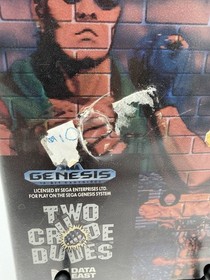 GENESIS
LICENSED BY SEGA ENTERPRISES LTD.
FOR PLAY ON THE SEGA GENESIS SYSTEM
TWO
CRUDE
DUDES
DATA
EAST